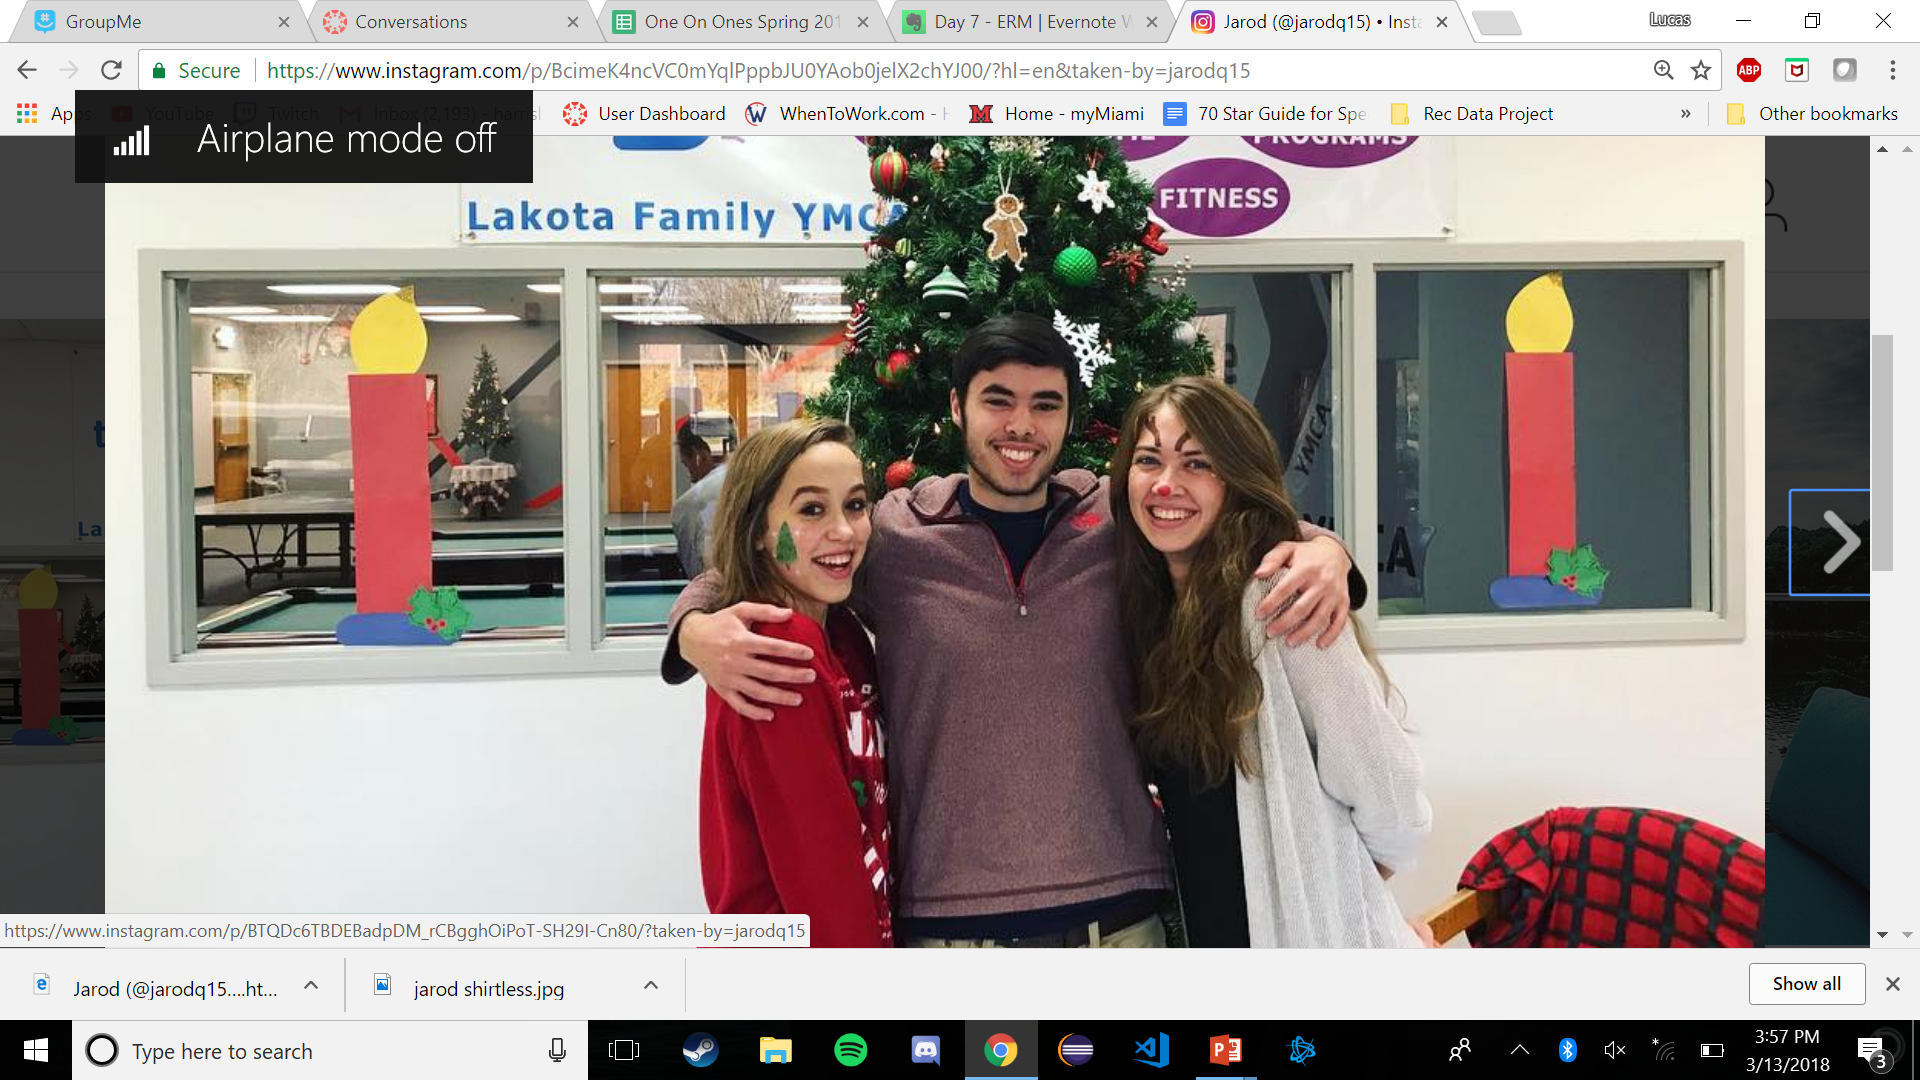 GroupMe
Conversations
One On Ones Spring 201
Day 7 - ERM | Evernote W
Jarod (@jarodq15) • Insta
Lucas
Secure
https://www.instagram.com/p/BcimeK4ncVC0mYqlPppbJU0YAob0jelX2chYJ00/?hl=en&taken-by=jarodq15
ABP
Apps
YouTube
Twitch
Inbox (2,193) - hamsl
User Dashboard
WhenToWork.com - H
Home - myMiami
70 Star Guide for Spe
Rec Data Project
»
Other bookmarks
Airplane mode off
PROGRAMS
FITNESS
Lakota Family YMCA
YMCA
La
https://www.instagram.com/p/BTQDc6TBDEBadpDM_rCBgghOiPoT-SH29I-Cn80/?taken-by=jarodq15
Jarod (@jarodq15....ht...
jarod shirtless.jpg
Show all
Type here to search
3:57 PM
3/13/2018
3